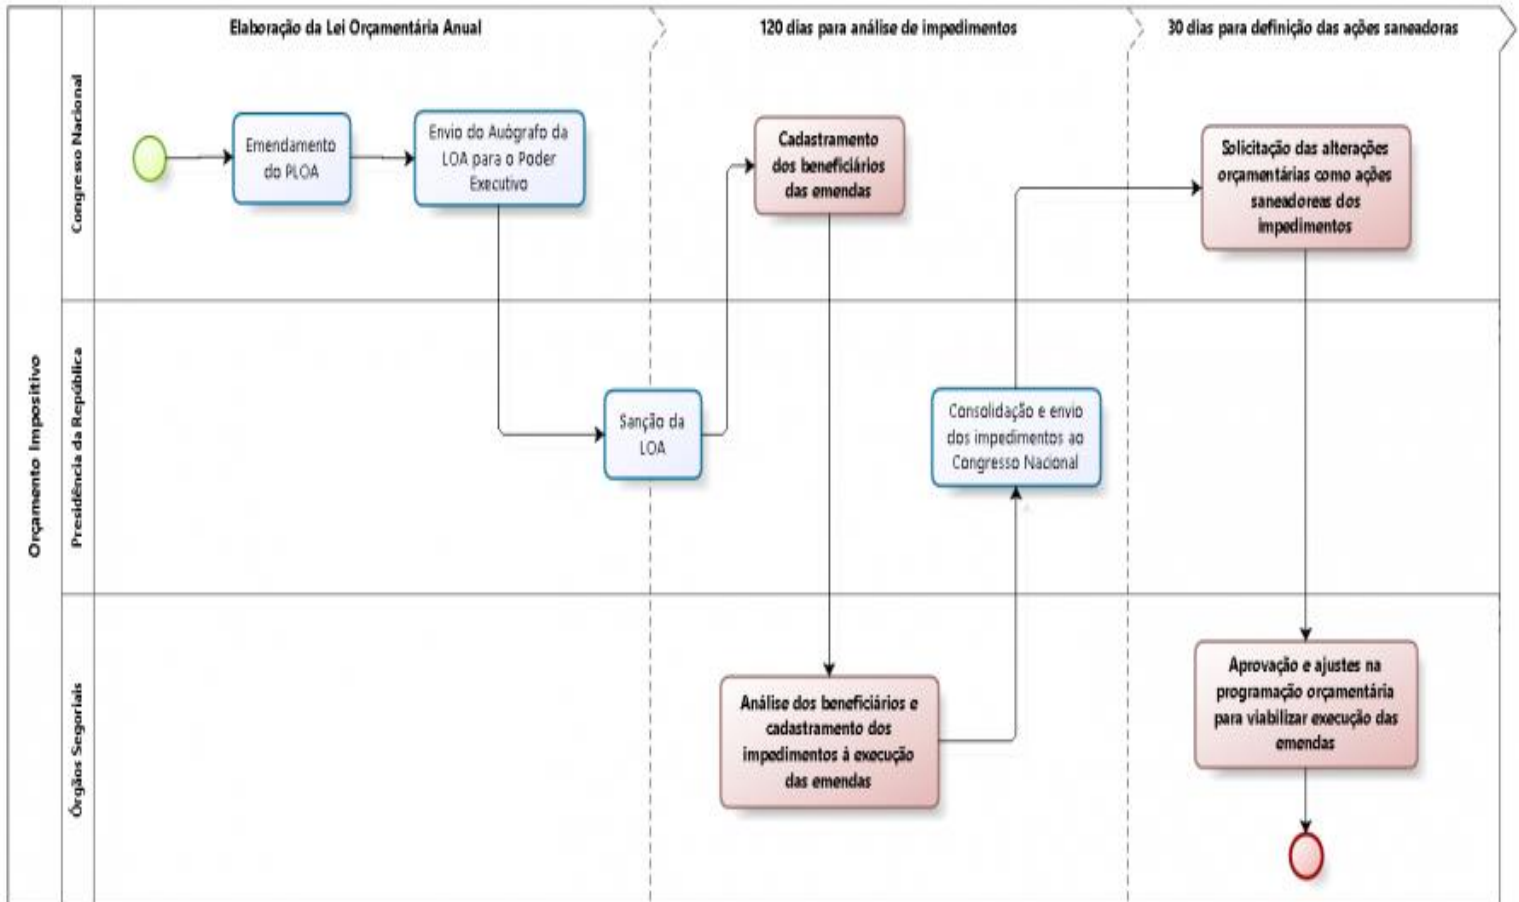 Elaboração da Lei Orçamentária Anual
120 dias para análise de impedimentos
30 dias para definição das ações saneadoras
Orçamento Impositivo
Congresso Nacional
Emendamento
do PLOA
Envio do Auógrafo da
LOA para o Poder
Executivo
Cadastramento
dos beneficiários
das emendas
Solicitação das alterações
orçamentárias como ações
saneadoreas dos
impedimentos
Presidência da República
Sanção da
LOA
Consolidação e envio
dos impedimentos ao
Congresso Nacional
Órgãos Segoriais
Análise dos beneficiários e
cadastramento dos
impedimentos á execução
das emendas
Aprovação e ajustes na
programação orçamentária
para viabilizar execução das
emendas